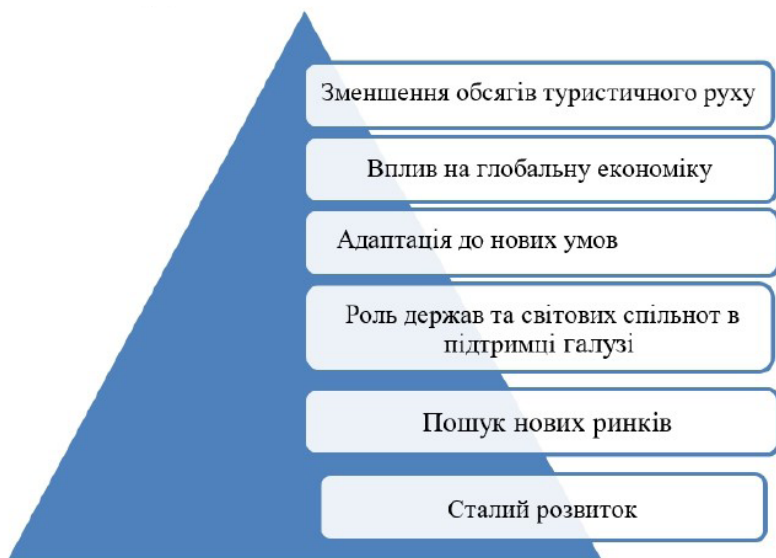 Зменшення обсягів туристичного руху
Вплив на глобальну економіку
Адаптація до нових умов
Роль держав та світових спільнот в
підтримці галузі
Пошук нових ринків
Сталий розвиток